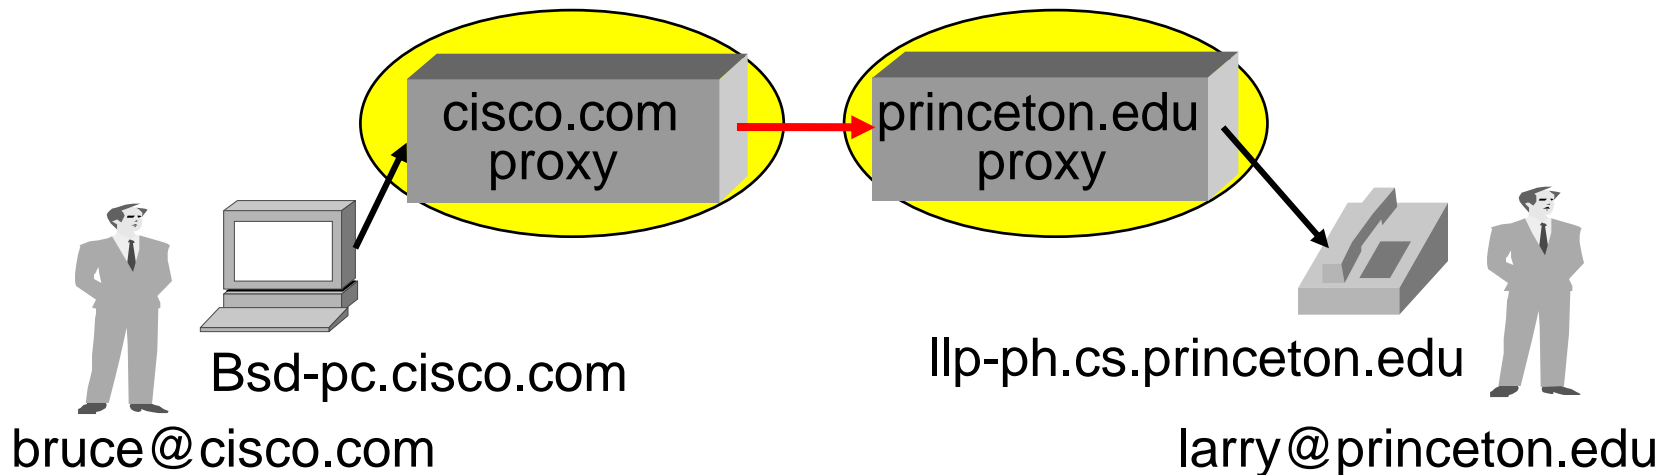 cisco.com
proxy
princeton.edu
proxy
Bsd-pc.cisco.com
llp-ph.cs.princeton.edu
bruce@cisco.com
larry@princeton.edu